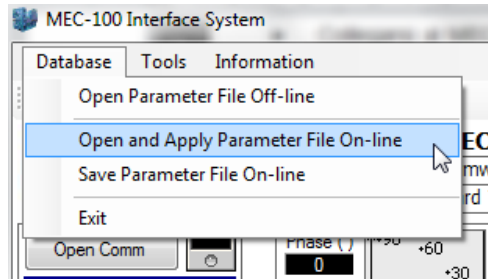 MEC-100 Interface System
Database Tools Information
Open Parameter File Off-line
Open and Apply Parameter File On-line
Save Parameter File On-line
Exit
Open Comm
Phase ( )
+90
+60
+30
0